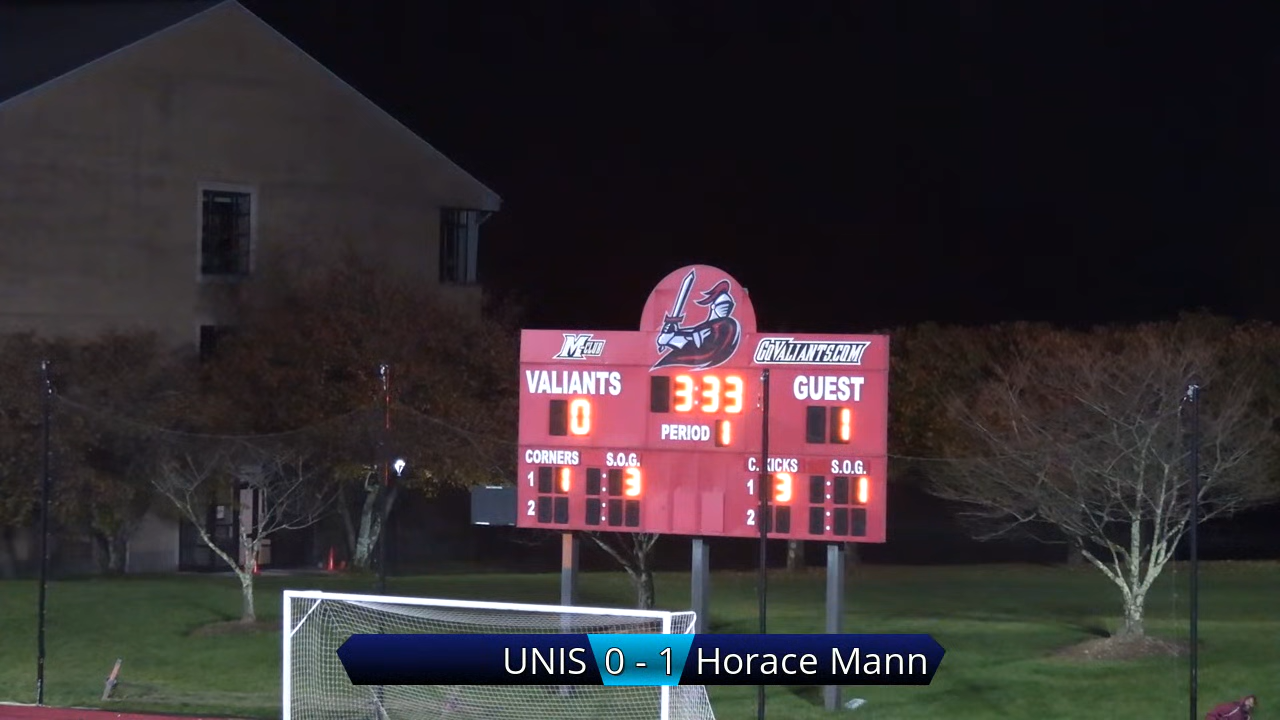 M-CLUB
GOVALIANTS.COM
VALIANTS 3:33 GUEST
0 PERIOD 1 1
CORNERS S.O.G. C. KICKS S.O.G.
1 1 3 1 3 1
2 2
UNIS 0 - 1 Horace Mann